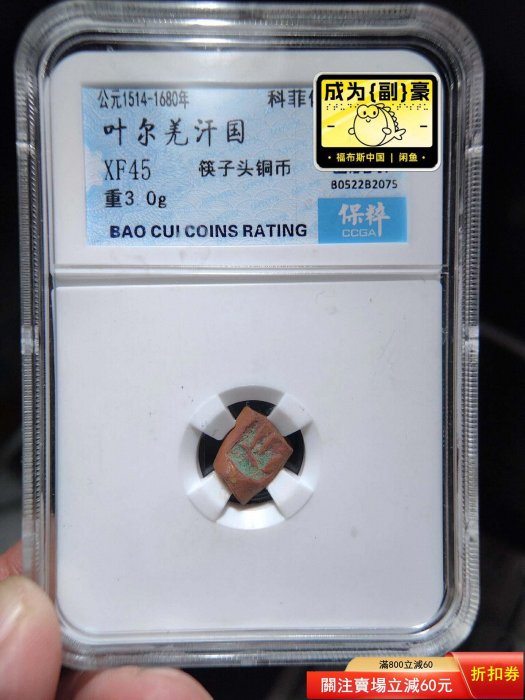 公元1514-1680年
科菲
叶尔羌汗国
XF45 筷子头铜币
重3.0g
B0522B2075
BAO CUI COINS RATING
保粹
CCGA
成为{副}豪
福布斯中国 | 闲鱼
滿800立減60
關注賣場立減60元
折扣券